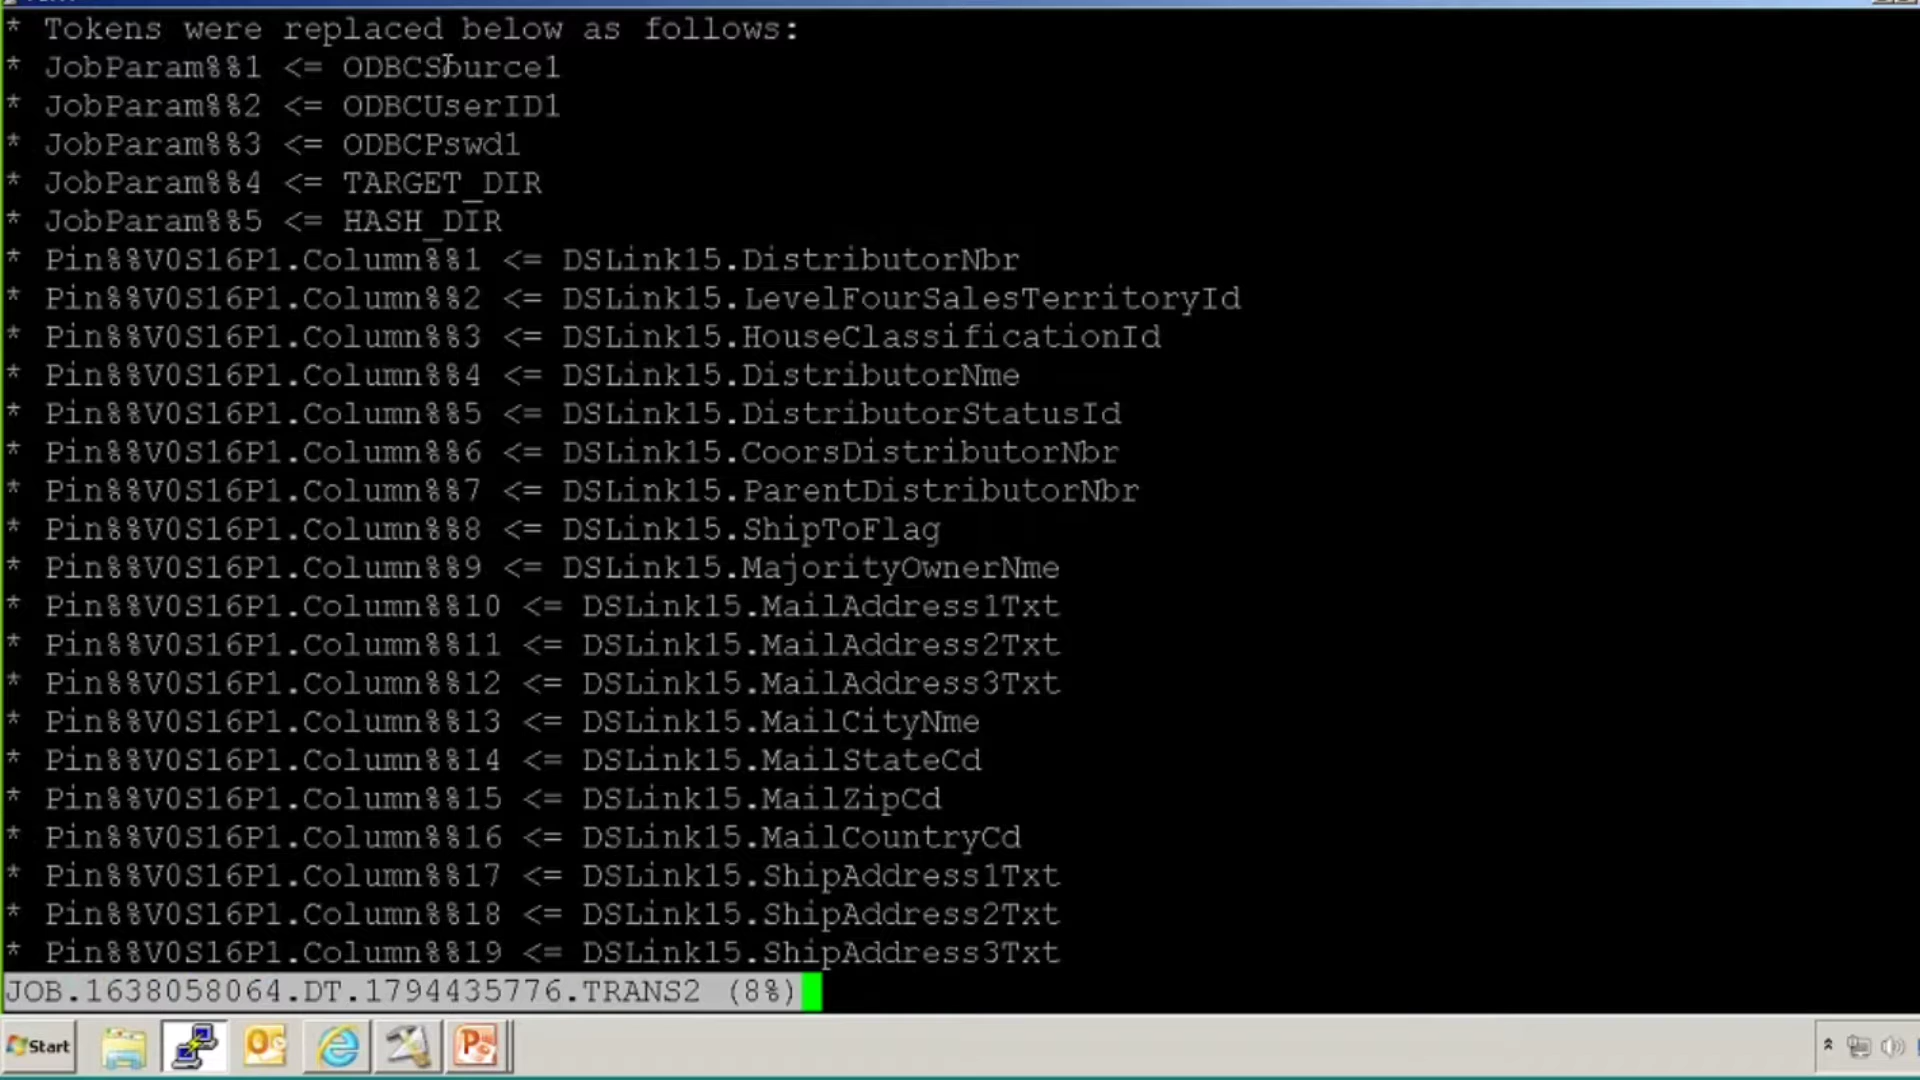 * Tokens were replaced below as follows:
* JobParam%%1 <= ODBCSource1
* JobParam%%2 <= ODBCUserID1
* JobParam%%3 <= ODBCPswd1
* JobParam%%4 <= TARGET_DIR
* JobParam%%5 <= HASH_DIR
* Pin%%V0S16P1.Column%%1 <= DSLink15.DistributorNbr
* Pin%%V0S16P1.Column%%2 <= DSLink15.LevelFourSalesTerritoryId
* Pin%%V0S16P1.Column%%3 <= DSLink15.HouseClassificationId
* Pin%%V0S16P1.Column%%4 <= DSLink15.DistributorNme
* Pin%%V0S16P1.Column%%5 <= DSLink15.DistributorStatusId
* Pin%%V0S16P1.Column%%6 <= DSLink15.CoorsDistributorNbr
* Pin%%V0S16P1.Column%%7 <= DSLink15.ParentDistributorNbr
* Pin%%V0S16P1.Column%%8 <= DSLink15.ShipToFlag
* Pin%%V0S16P1.Column%%9 <= DSLink15.MajorityOwnerNme
* Pin%%V0S16P1.Column%%10 <= DSLink15.MailAddress1Txt
* Pin%%V0S16P1.Column%%11 <= DSLink15.MailAddress2Txt
* Pin%%V0S16P1.Column%%12 <= DSLink15.MailAddress3Txt
* Pin%%V0S16P1.Column%%13 <= DSLink15.MailCityNme
* Pin%%V0S16P1.Column%%14 <= DSLink15.MailStateCd
* Pin%%V0S16P1.Column%%15 <= DSLink15.MailZipCd
* Pin%%V0S16P1.Column%%16 <= DSLink15.MailCountryCd
* Pin%%V0S16P1.Column%%17 <= DSLink15.ShipAddress1Txt
* Pin%%V0S16P1.Column%%18 <= DSLink15.ShipAddress2Txt
* Pin%%V0S16P1.Column%%19 <= DSLink15.ShipAddress3Txt
JOB.1638058064.DT.1794435776.TRANS2 (8%)
Start